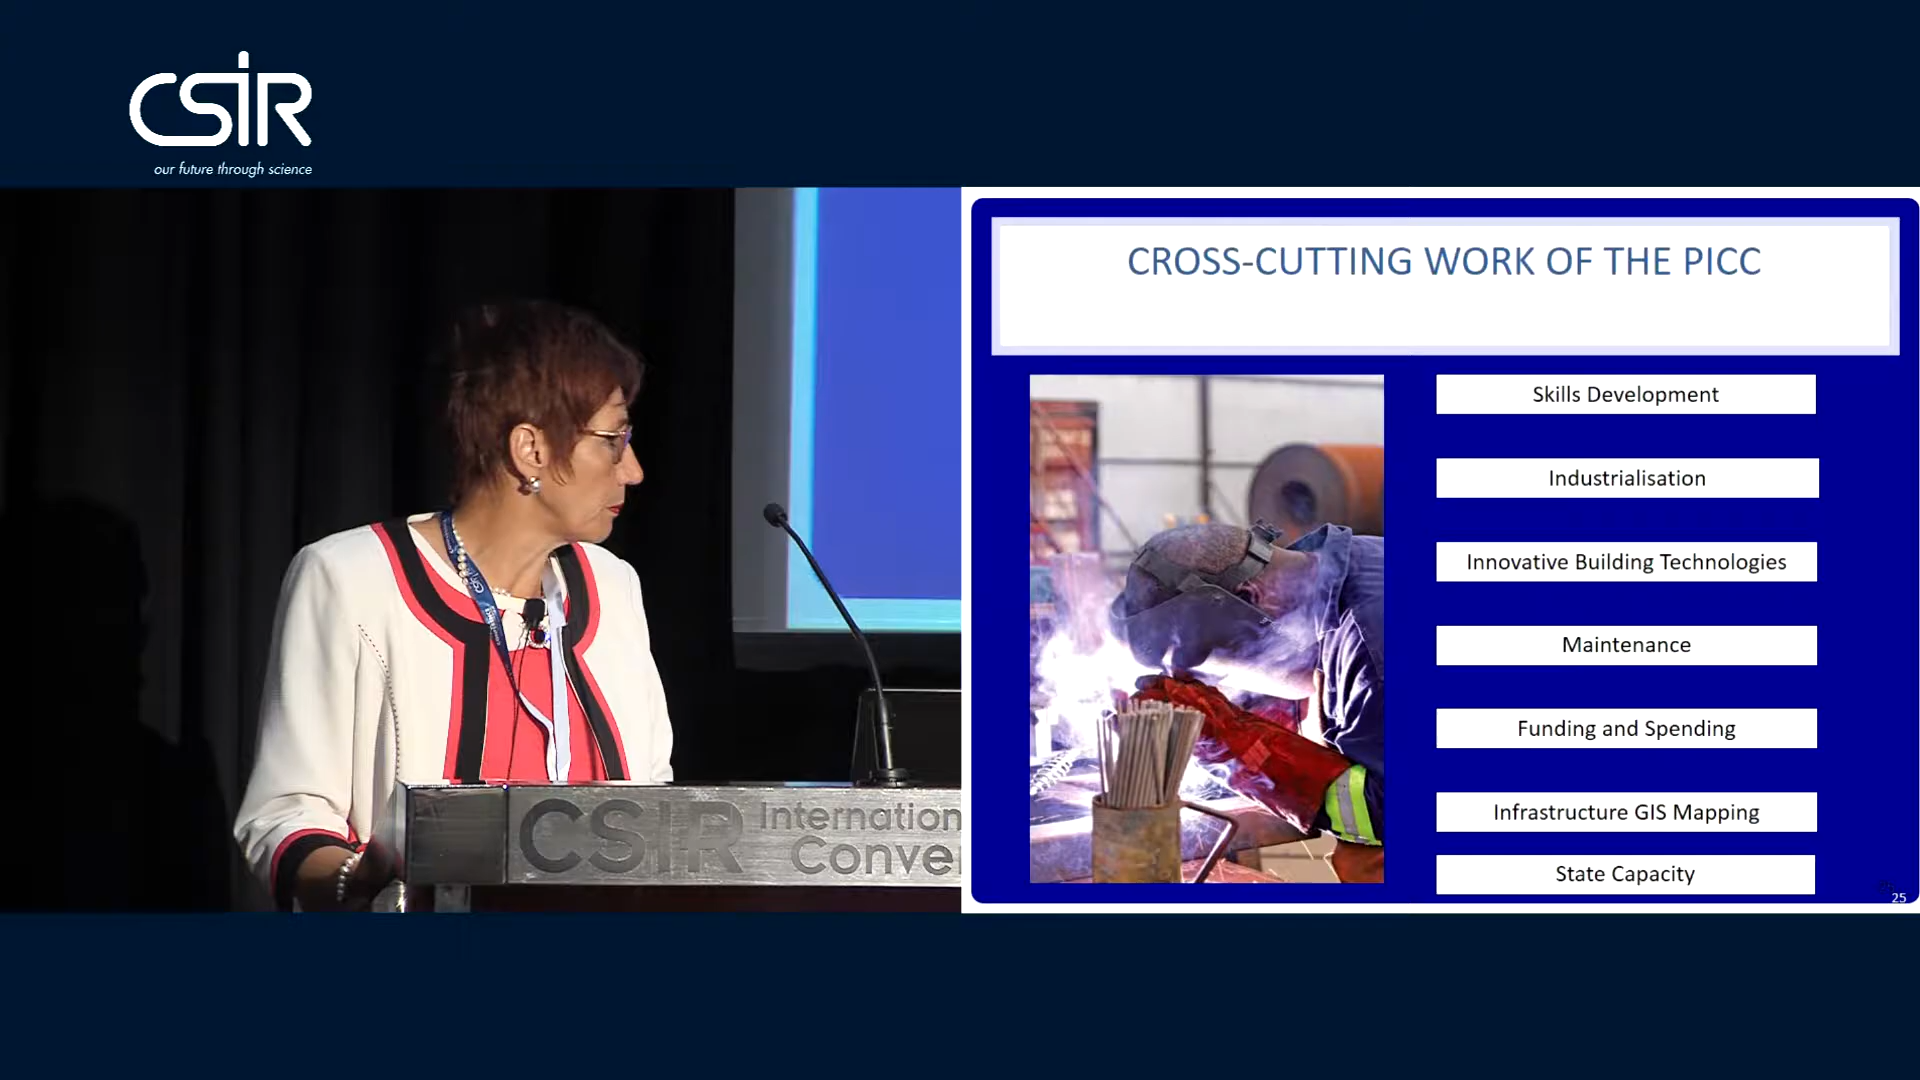 CSIR
our future through science
CROSS-CUTTING WORK OF THE PICC
Skills Development
Industrialisation
Innovative Building Technologies
Maintenance
Funding and Spending
Infrastructure GIS Mapping
State Capacity
25
CSIR Internation
Conve